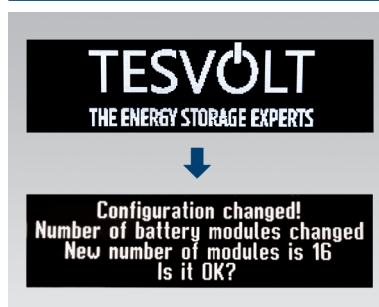 TESVOLT
THE ENERGY STORAGE EXPERTS
Configuration changed!
Number of battery modules changed
New number of modules is 16
Is it OK?